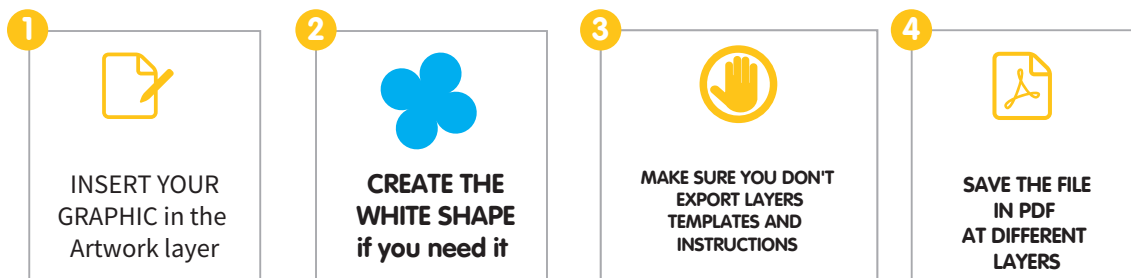 1
INSERT YOUR
GRAPHIC in the
Artwork layer
2
CREATE THE
WHITE SHAPE
if you need it
3
MAKE SURE YOU DON'T
EXPORT LAYERS
TEMPLATES AND
INSTRUCTIONS
4
SAVE THE FILE
IN PDF
AT DIFFERENT
LAYERS